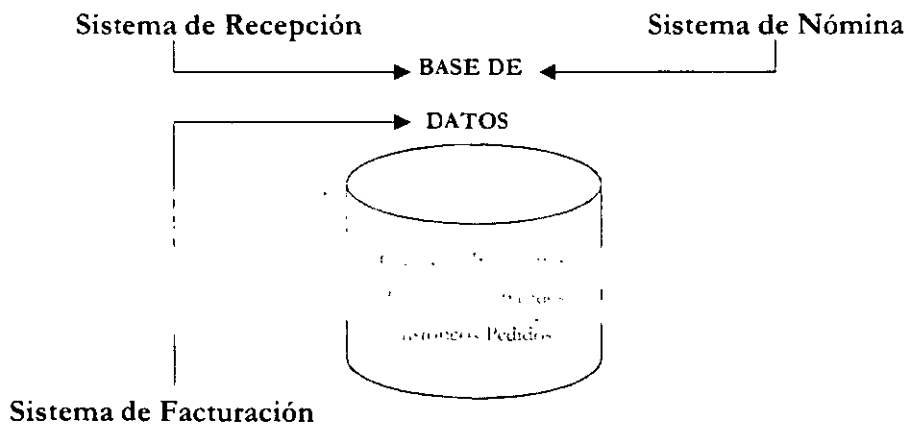 Sistema de Recepción
Sistema de Nómina
BASE DE
DATOS
Pedidos
Sistema de Facturación